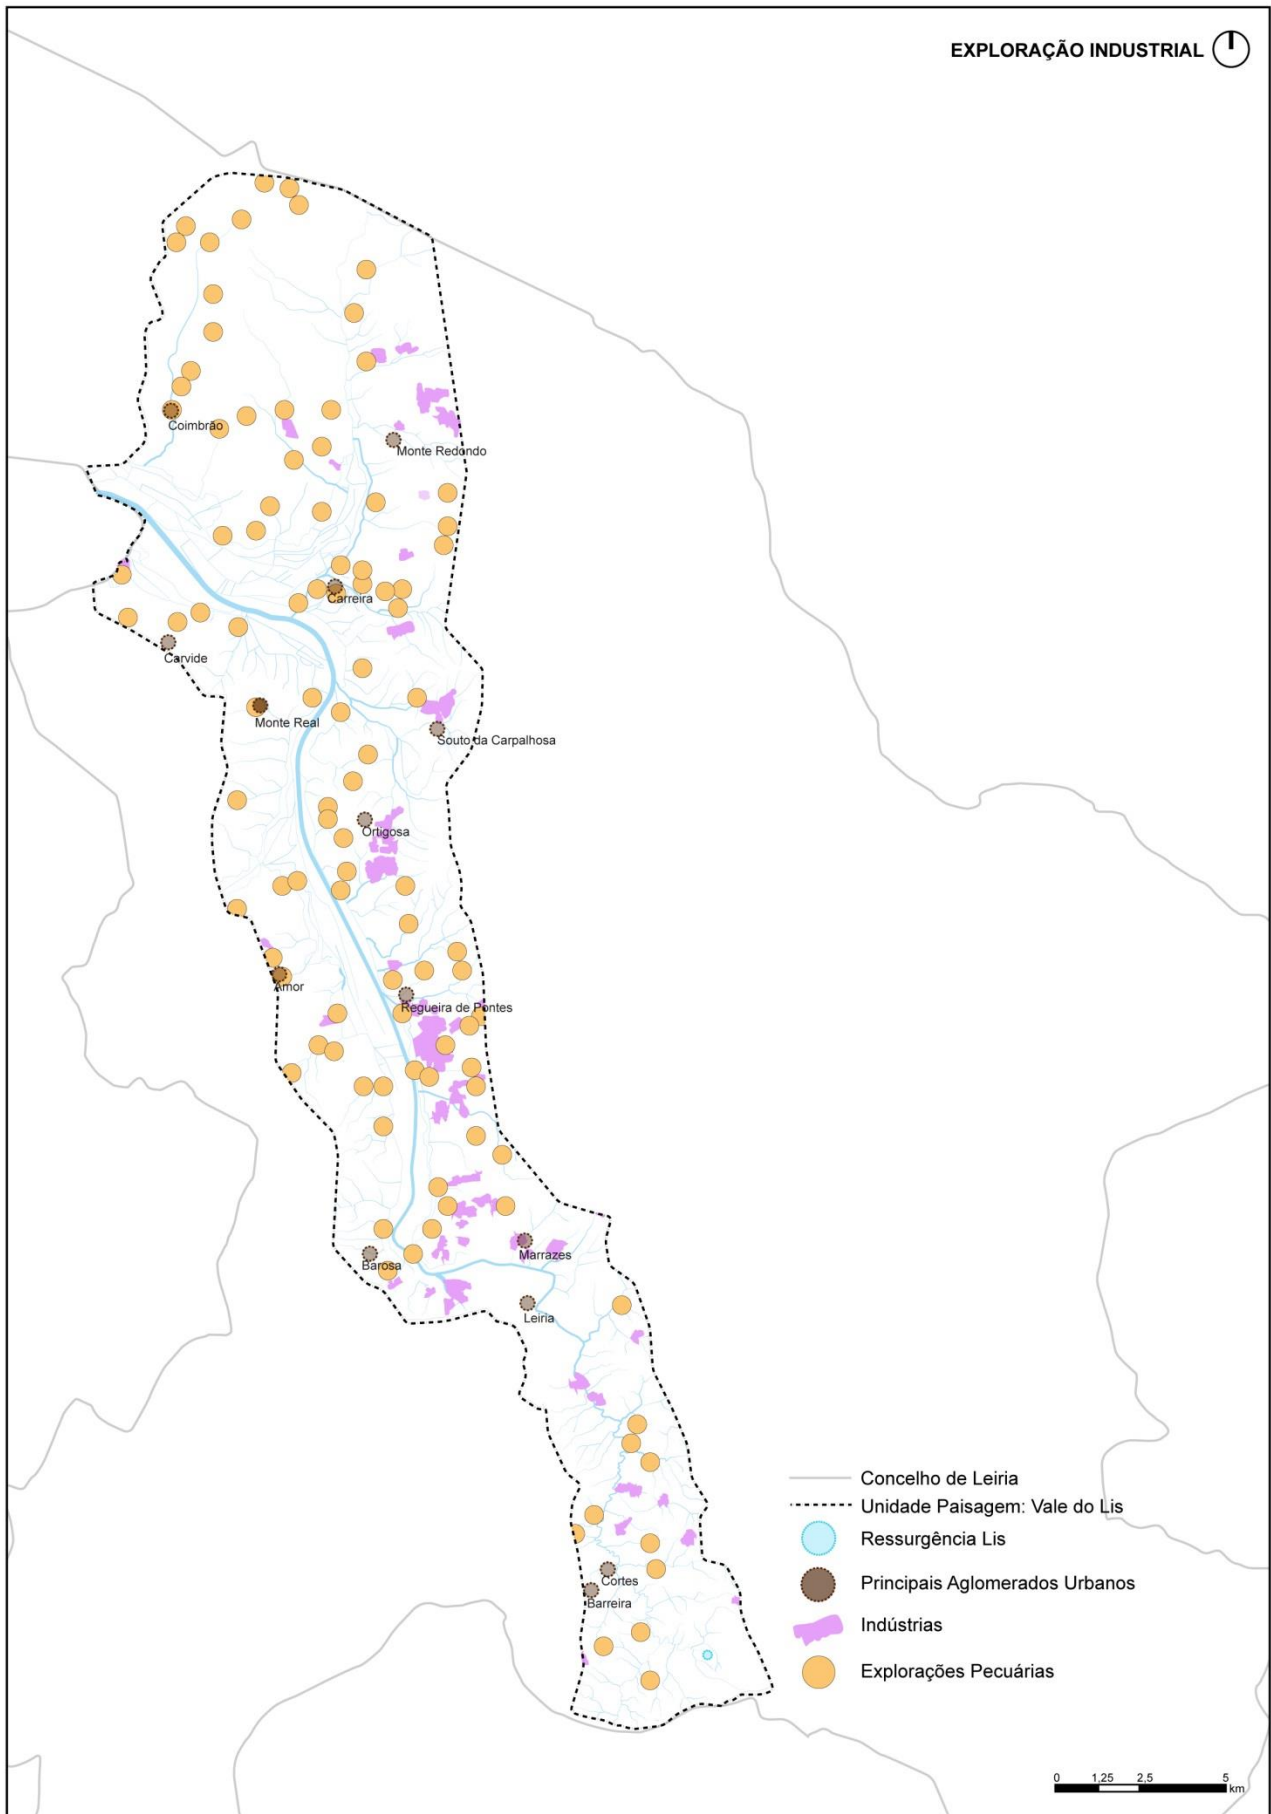 EXPLORAÇÃO INDUSTRIAL
Coimbrão
Monte Redondo
Carreira
Carvide
Monte Real
Souto da Carpalhosa
Ortigosa
Amor
Regueira de Pontes
Marrazes
Barosa
Leiria
Concelho de Leiria
Unidade Paisagem: Vale do Lis
Ressurgência Lis
Cortes
Principais Aglomerados Urbanos
Barreira
Indústrias
Explorações Pecuárias
0 1,25 2,5 5
km